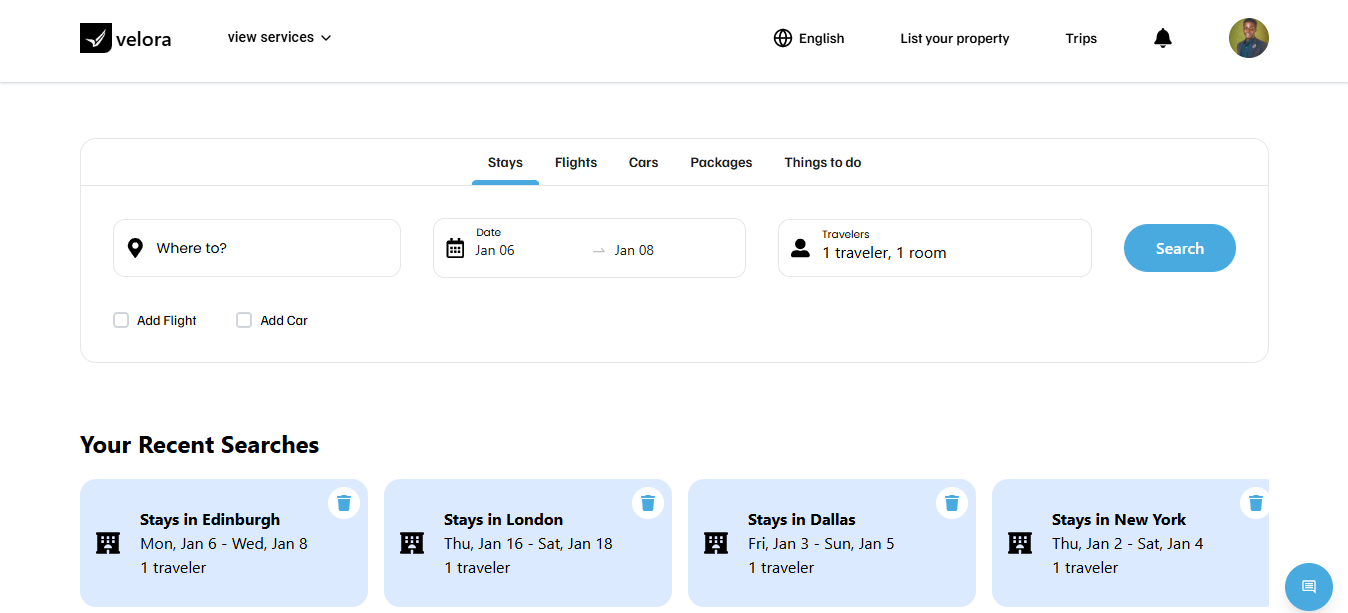 velora
view services
English
List your property
Trips
Stays
Flights
Cars
Packages
Things to do
Where to?
Date
Jan 06
Jan 08
Travelers
1 traveler, 1 room
Search
Add Flight
Add Car
Your Recent Searches
Stays in Edinburgh
Mon, Jan 6 - Wed, Jan 8
1 traveler
Stays in London
Thu, Jan 16 - Sat, Jan 18
1 traveler
Stays in Dallas
Fri, Jan 3 - Sun, Jan 5
1 traveler
Stays in New York
Thu, Jan 2 - Sat, Jan 4
1 traveler